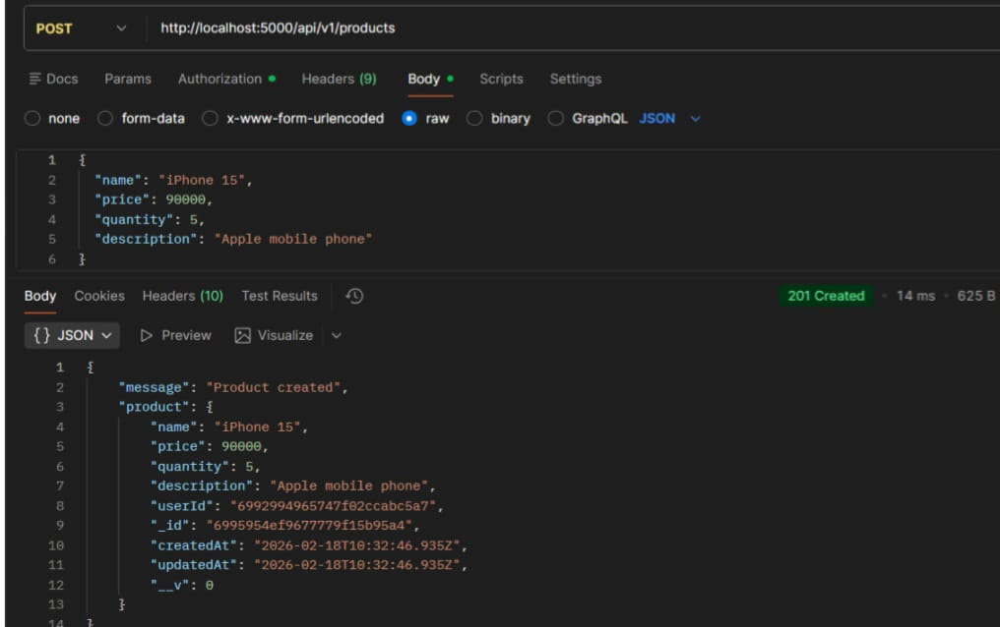 POST http://localhost:5000/api/v1/products
Docs Params Authorization Headers (9) Body Scripts Settings
none form-data x-www-form-urlencoded raw binary GraphQL JSON
1 {
2 "name": "iPhone 15",
3 "price": 90000,
4 "quantity": 5,
5 "description": "Apple mobile phone"
6 }
Body Cookies Headers (10) Test Results 201 Created • 14 ms • 625 B
{} JSON Preview Visualize
1 {
2 "message": "Product created",
3 "product": {
4 "name": "iPhone 15",
5 "price": 90000,
6 "quantity": 5,
7 "description": "Apple mobile phone",
8 "userId": "6992994965747f02ccabc5a7",
9 "_id": "6995954ef9677779f15b95a4",
10 "createdAt": "2026-02-18T10:32:46.935Z",
11 "updatedAt": "2026-02-18T10:32:46.935Z",
12 "__v": 0
13 }
14 }